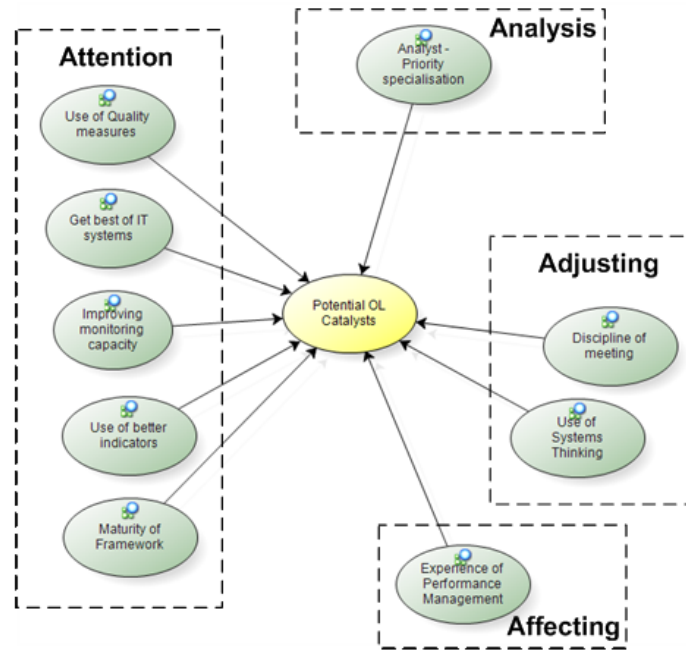 Attention
Use of Quality
measures
Get best of IT
systems
Improving
monitoring
capacity
Use of better
indicators
Maturity of
Framework
Analysis
Analyst -
Priority
specialisation
Potential OL
Catalysts
Adjusting
Discipline of
meeting
Use of
Systems
Thinking
Experience of
Performance
Management
Affecting